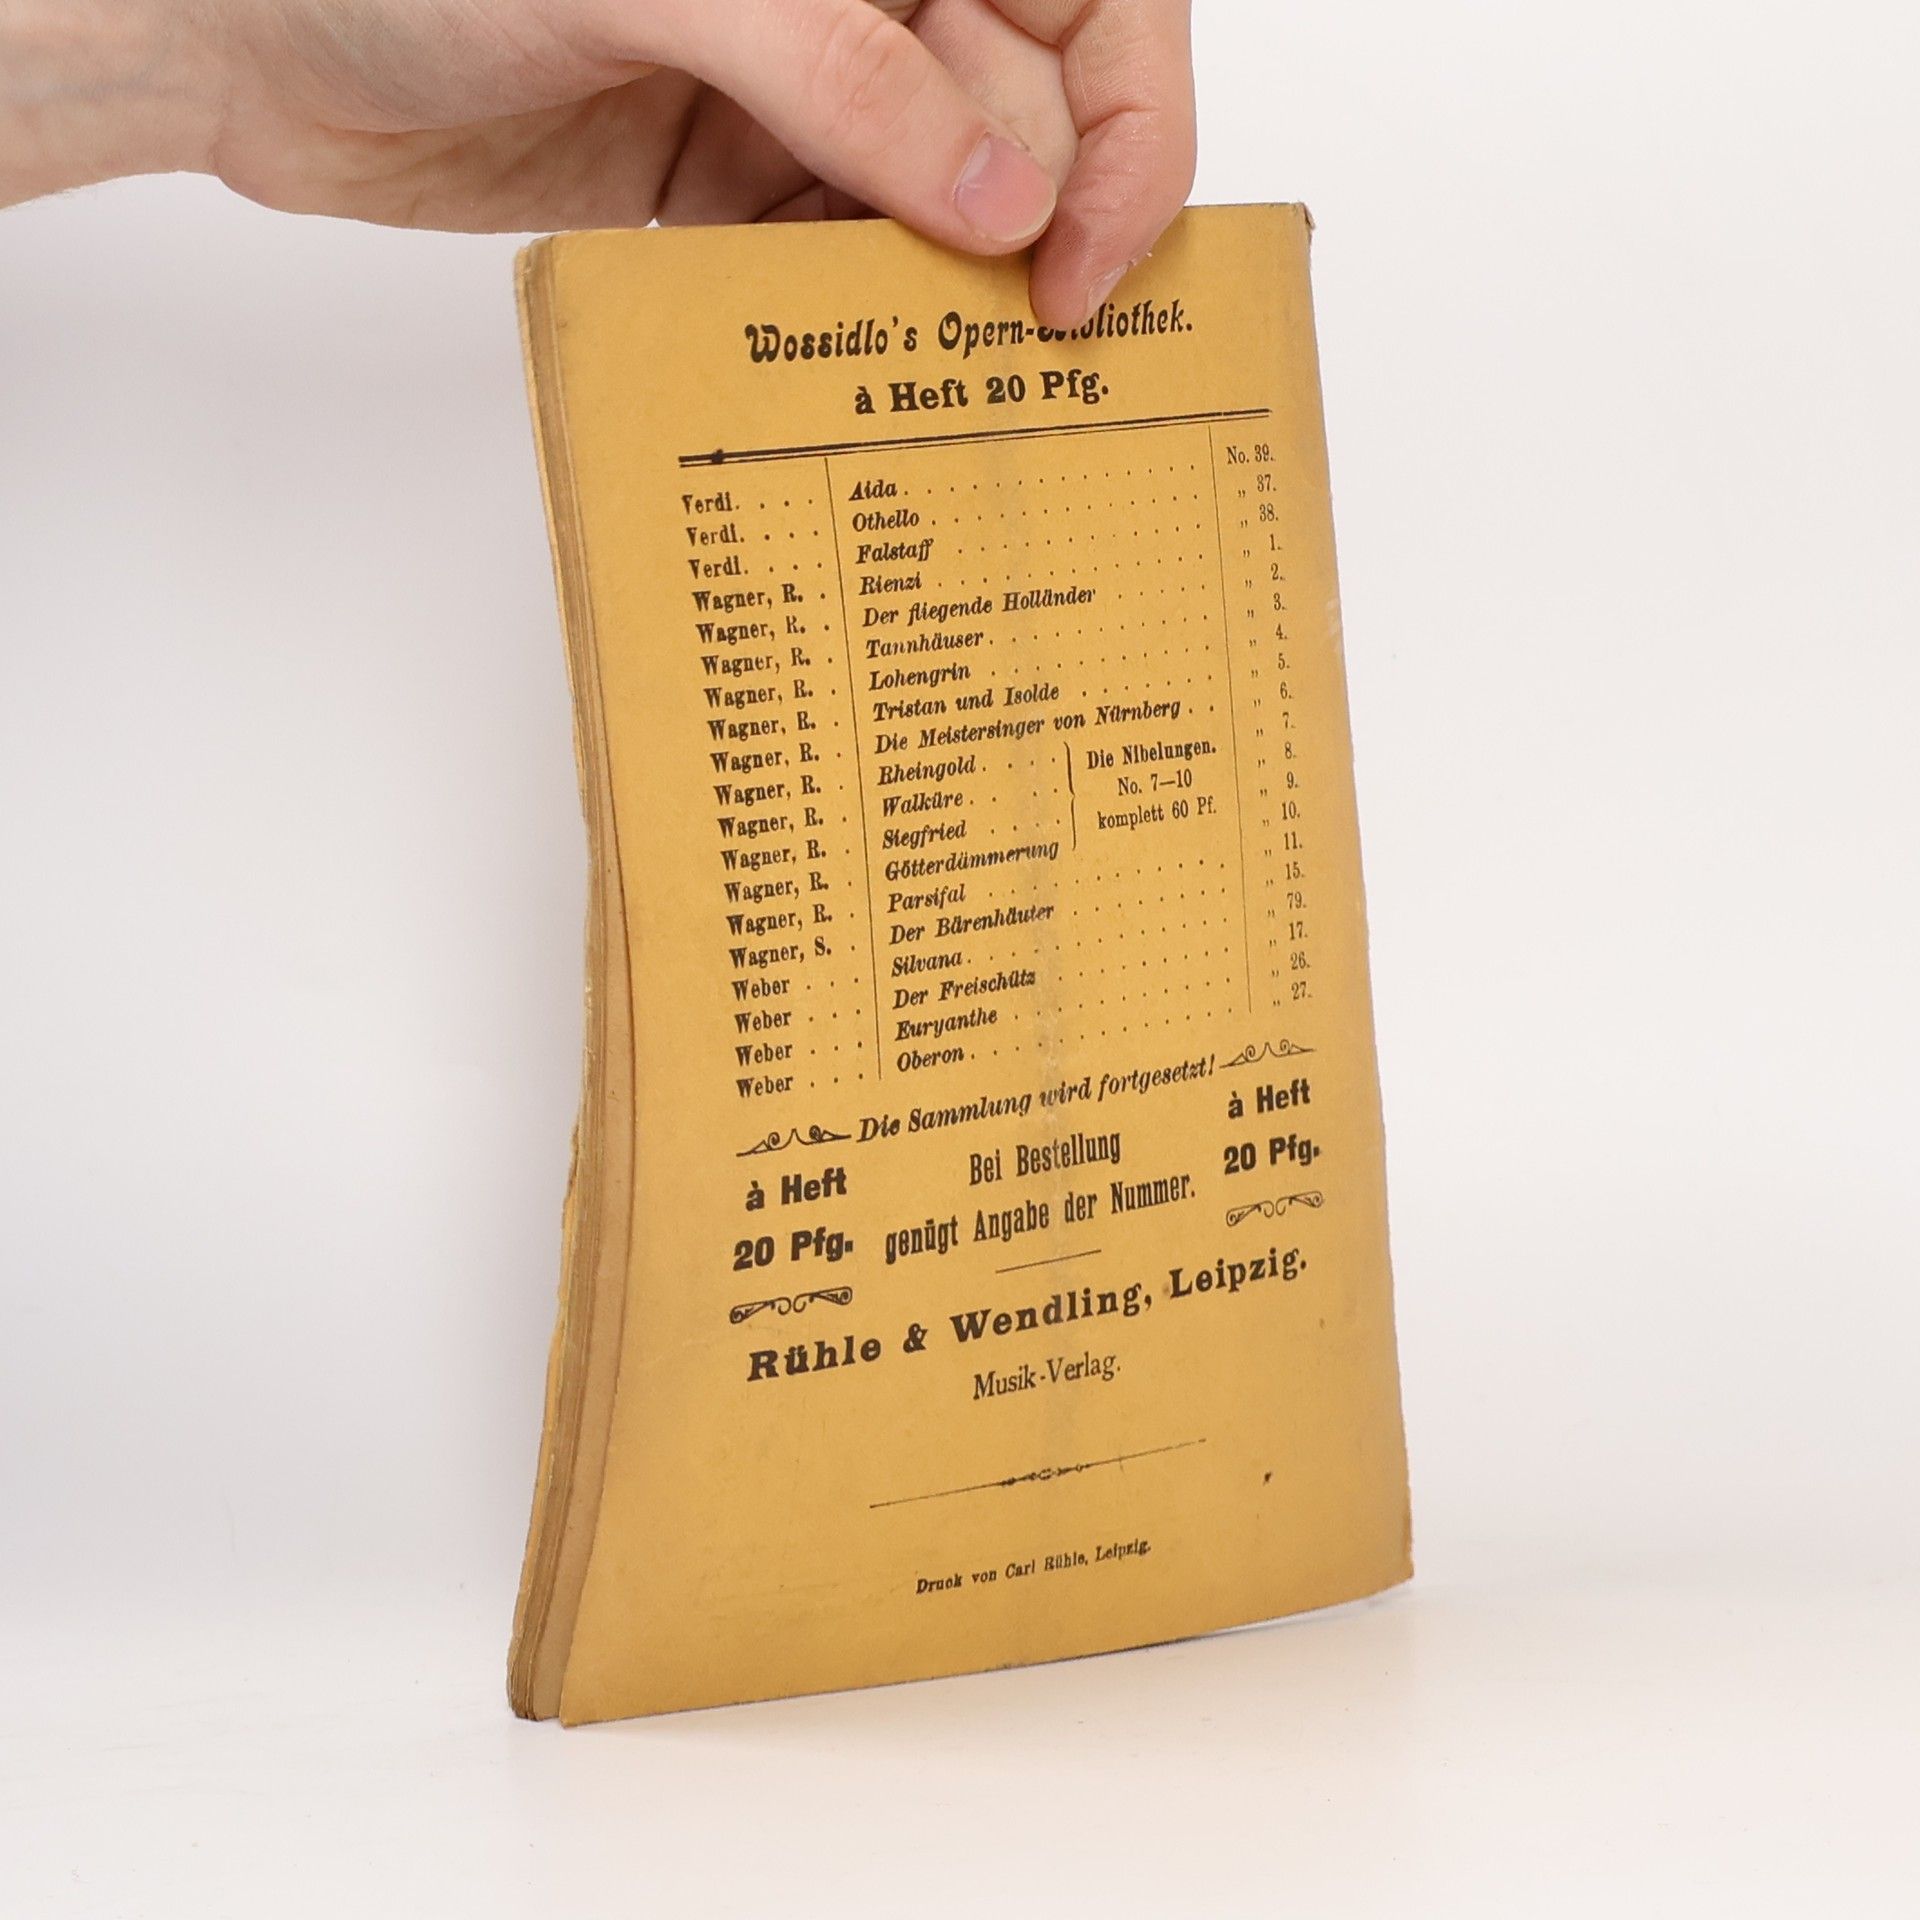 Wossidlo's Opern-Bibliothek.
à Heft 20 Pfg.
Verdi. . . . Aida . . . . . . . . . . . . . No. 39.
Verdi. . . . Othello . . . . . . . . . . . . „ 37.
Verdi. . . . Falstaff . . . . . . . . . . . „ 38.
Wagner, R. . Rienzi . . . . . . . . . . . . „ 1.
Wagner, R. . Der fliegende Holländer . . . . . „ 2.
Wagner, R. . Tannhäuser . . . . . . . . . . „ 3.
Wagner, R. . Lohengrin . . . . . . . . . . „ 4.
Wagner, R. . Tristan und Isolde . . . . . . . „ 5.
Wagner, R. . Die Meistersinger von Nürnberg . . „ 6.
Wagner, R. . Rheingold . . . . Die Nibelungen. „ 7.
Wagner, R. . Walküre . . . . No. 7—10 „ 8.
Wagner, R. . Siegfried . . . . komplett 60 Pf. „ 9.
Wagner, R. . Götterdämmerung „ 10.
Wagner, R. . Parsifal . . . . . . . . . . . „ 11.
Wagner, S. . Der Bärenhäuter . . . . . . . „ 15.
Weber . . . Silvana . . . . . . . . . . . . „ 79.
Weber . . . Der Freischütz . . . . . . . . „ 17.
Weber . . . Euryanthe . . . . . . . . . . „ 26.
Weber . . . Oberon . . . . . . . . . . . . „ 27.
Die Sammlung wird fortgesetzt!
à Heft Bei Bestellung à Heft
20 Pfg. genügt Angabe der Nummer. 20 Pfg.
Rühle & Wendling, Leipzig.
Musik-Verlag.
Druck von Carl Rühle, Leipzig.